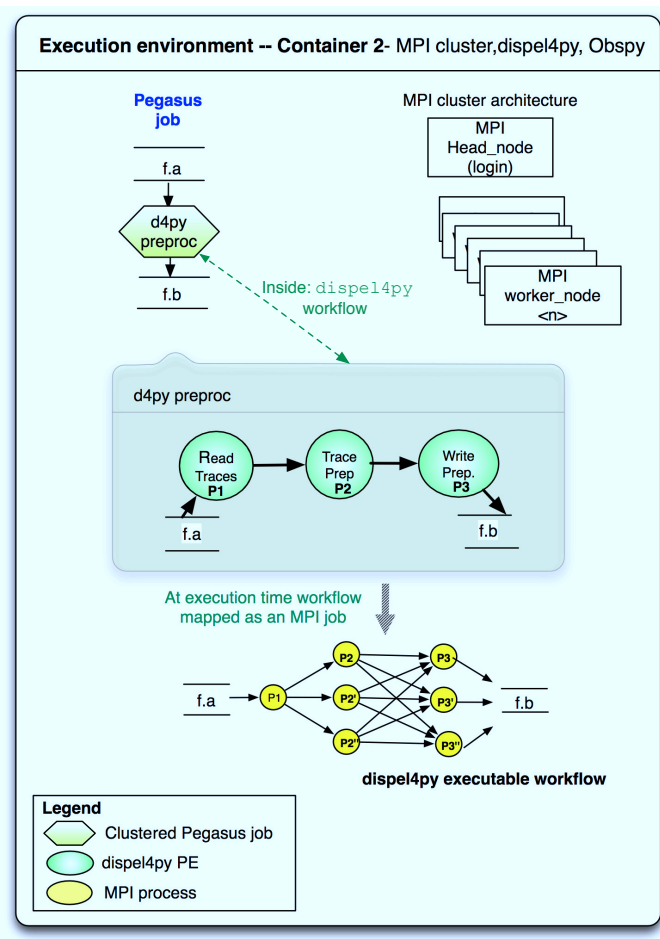 Execution environment -- Container 2- MPI cluster,dispel4py, Obspy
Pegasus
job
f.a
d4py
preproc
f.b
MPI cluster architecture
MPI
Head_node
(login)
MPI
worker_node
<n>
Inside: dispel4py
workflow
d4py preproc
Read
Traces
P1
Trace
Prep
P2
Write
Prep.
P3
f.a
f.b
At execution time workflow
mapped as an MPI job
f.a
P1
P2
P2'
P2"
P3
P3'
P3"
f.b
dispel4py executable workflow
Legend
Clustered Pegasus job
dispel4py PE
MPI process